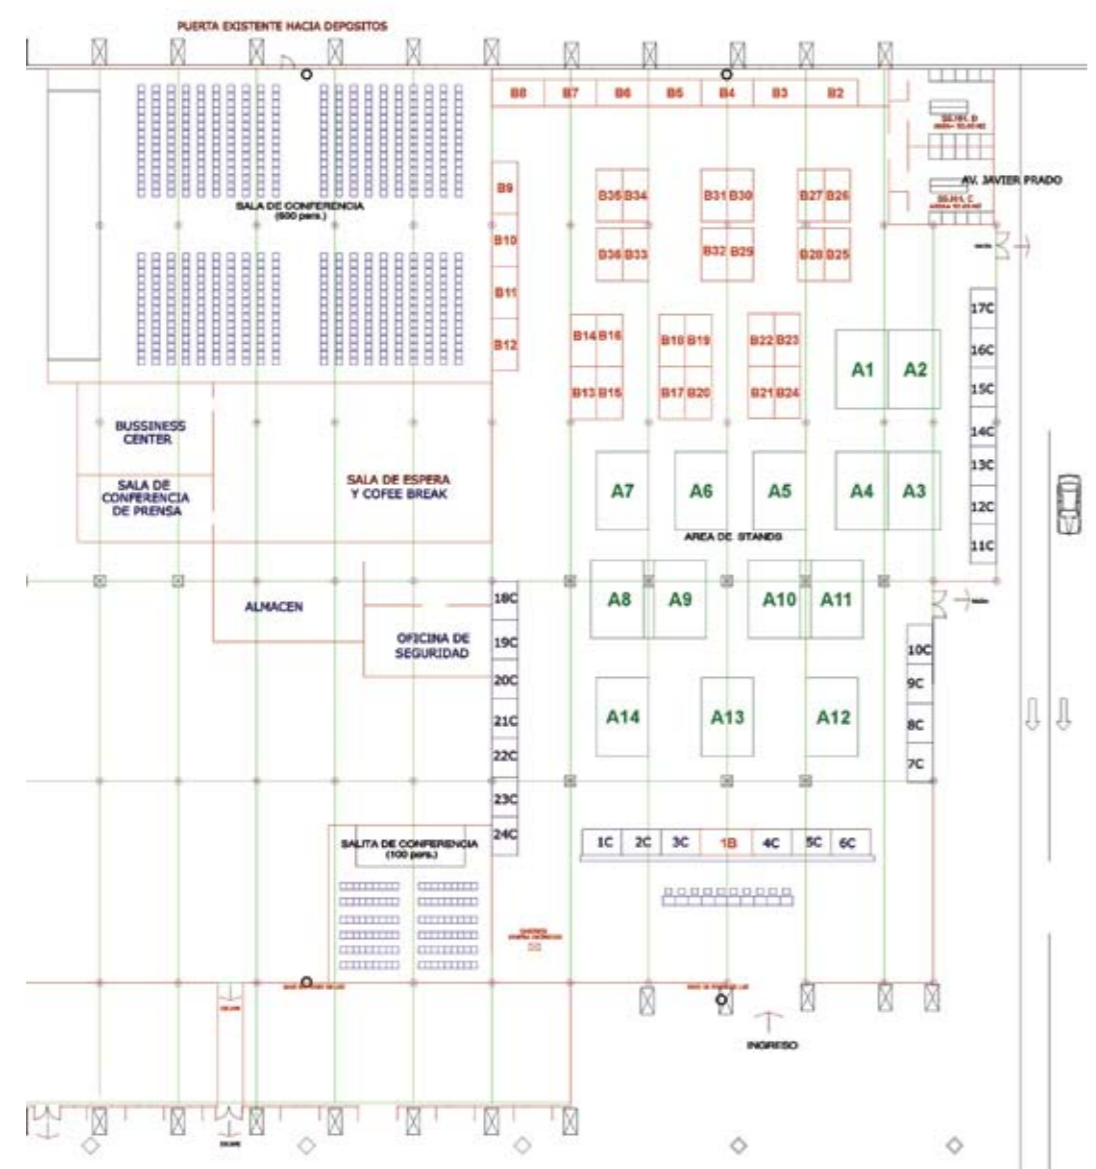 PUERTA EXISTENTE HACIA DEPOSITOS
B8 B7 B6 B5 B4 B3 B2
AV. JAVIER PRADO
SALA DE CONFERENCIA
(600 pers.)
B9
B10
B11
B12
B35 B34 B31 B30 B27 B26
B36 B33 B32 B29 B28 B25
B14 B16 B18 B19 B22 B23
B13 B15 B17 B20 B21 B24
17C
16C
15C
14C
13C
12C
11C
A1 A2
BUSSINESS
CENTER
SALA DE
CONFERENCIA
DE PRENSA
SALA DE ESPERA
Y COFEE BREAK
A7 A6 A5 A4 A3
AREA DE STANDS
ALMACEN
OFICINA DE
SEGURIDAD
18C
19C
20C
21C
22C
23C
24C
A8 A9 A10 A11
A14 A13 A12
10C
9C
8C
7C
SALITA DE CONFERENCIA
(100 pers.)
1C 2C 3C 1B 4C 5C 6C
INGRESO